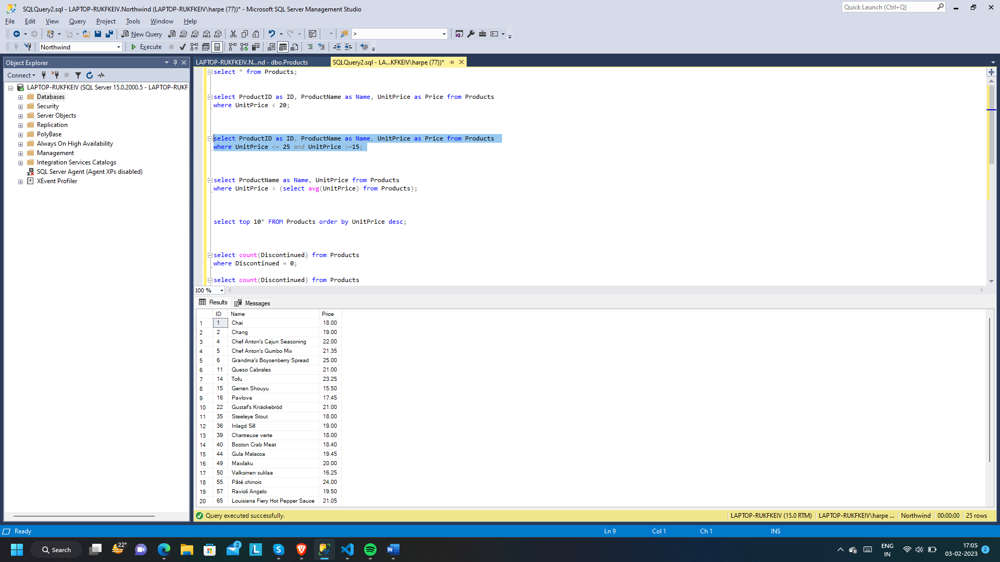 SQLQuery2.sql - LAPTOP-RUKFKEIV.Northwind (LAPTOP-RUKFKEIV\harpe (77))* - Microsoft SQL Server Management Studio
Quick Launch (Ctrl+Q)
File Edit View Query Project Tools Window Help
New Query MDX DMX XMLA DAX >
Northwind Execute
Object Explorer
Connect
LAPTOP-RUKFKEIV (SQL Server 15.0.2000.5 - LAPTOP-RUKF
Databases
Security
Server Objects
Replication
PolyBase
Always On High Availability
Management
Integration Services Catalogs
SQL Server Agent (Agent XPs disabled)
XEvent Profiler
LAPTOP-RUKFKEIV.N...nd - dbo.Products
SQLQuery2.sql - LA...KFKEIV\harpe (77))*
select * from Products;
select ProductID as ID, ProductName as Name, UnitPrice as Price from Products
where UnitPrice < 20;
select ProductID as ID, ProductName as Name, UnitPrice as Price from Products
where UnitPrice <= 25 and UnitPrice >=15;
select ProductName as Name, UnitPrice from Products
where UnitPrice > (select avg(UnitPrice) from Products);
select top 10* FROM Products order by UnitPrice desc;
select count(Discontinued) from Products
where Discontinued = 0;
select count(Discontinued) from Products
100 %
Results Messages
ID Name Price
1 1 Chai 18.00
2 2 Chang 19.00
3 4 Chef Anton's Cajun Seasoning 22.00
4 5 Chef Anton's Gumbo Mix 21.35
5 6 Grandma's Boysenberry Spread 25.00
6 11 Queso Cabrales 21.00
7 14 Tofu 23.25
8 15 Genen Shouyu 15.50
9 16 Pavlova 17.45
10 22 Gustaf's Knäckebröd 21.00
11 35 Steeleye Stout 18.00
12 36 Inlagd Sill 19.00
13 39 Chartreuse verte 18.00
14 40 Boston Crab Meat 18.40
15 44 Gula Malacca 19.45
16 49 Maxilaku 20.00
17 50 Valkoinen suklaa 16.25
18 55 Pâté chinois 24.00
19 57 Ravioli Angelo 19.50
20 65 Louisiana Fiery Hot Pepper Sauce 21.05
Query executed successfully. LAPTOP-RUKFKEIV (15.0 RTM) LAPTOP-RUKFKEIV\harpe ... Northwind 00:00:00 25 rows
Ready Ln 9 Col 1 Ch 1 INS
Search 22° 2 L S W ENG IN 17:05 03-02-2023 2